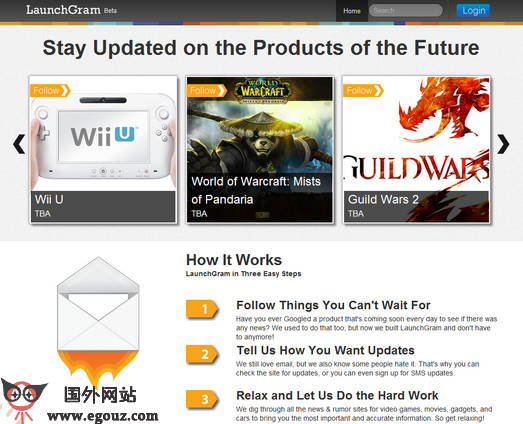 LaunchGram Beta
Home
Search
Login
Stay Updated on the Products of the Future
Follow
Follow
Follow
Wii U
WORLD
WARCRAFT
GUILDWARS
Wii U
TBA
World of Warcraft: Mists
of Pandaria
TBA
Guild Wars 2
TBA
How It Works
LaunchGram in Three Easy Steps
1
Follow Things You Can't Wait For
Have you ever Googled a product that's coming soon every day to see if there was
any news? We used to do that too, but now we built LaunchGram and don't have
to anymore!
2
Tell Us How You Want Updates
We still love email, but we also know some people hate it. That's why you can
check the site for updates, or you can even sign up for SMS updates.
3
Relax and Let Us Do the Hard Work
We dig through all the news & rumor sites for video games, movies, gadgets, and
cars to bring you the most important and accurate information. So get relaxing!
国外网站
www.egouz.com